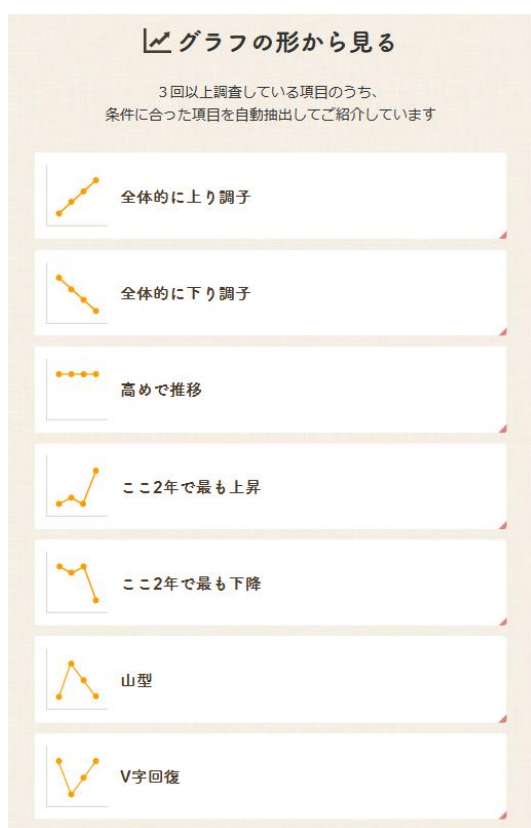 グラフの形から見る
3回以上調査している項目のうち、
条件に合った項目を自動抽出してご紹介しています
全体的に上り調子
全体的に下り調子
高めで推移
ここ2年で最も上昇
ここ2年で最も下降
山型
V字回復